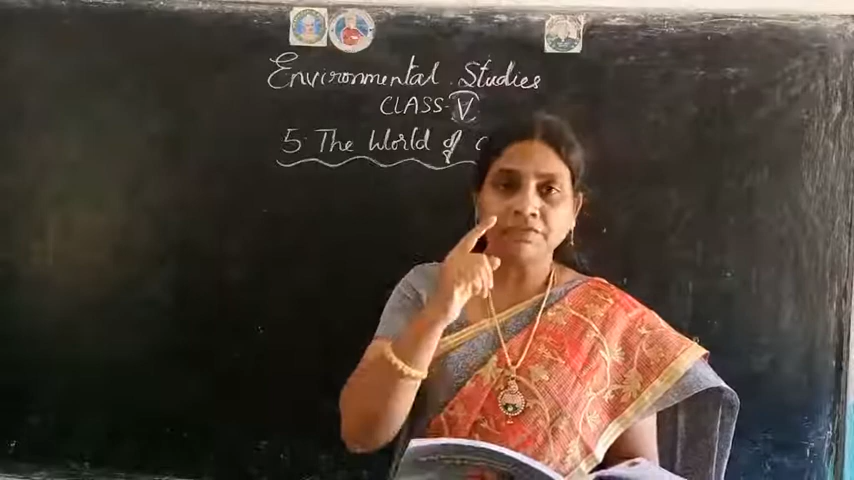 Environmental Studies
CLASS - V
5. The World of